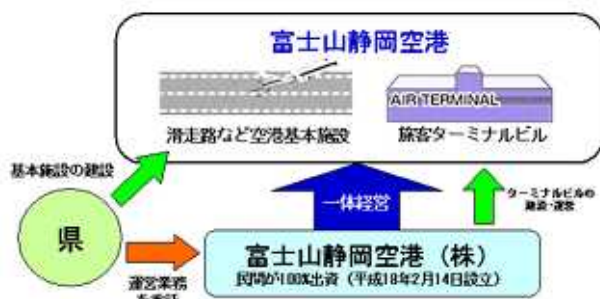 富士山静岡空港
AIR TERMINAL
滑走路など空港基本施設
旅客ターミナルビル
基本施設の建設
一体経営
ターミナルビルの
建設・運営
県
富士山静岡空港（株）
民間が100%出資（平成18年2月14日設立）
運営業務
を委託